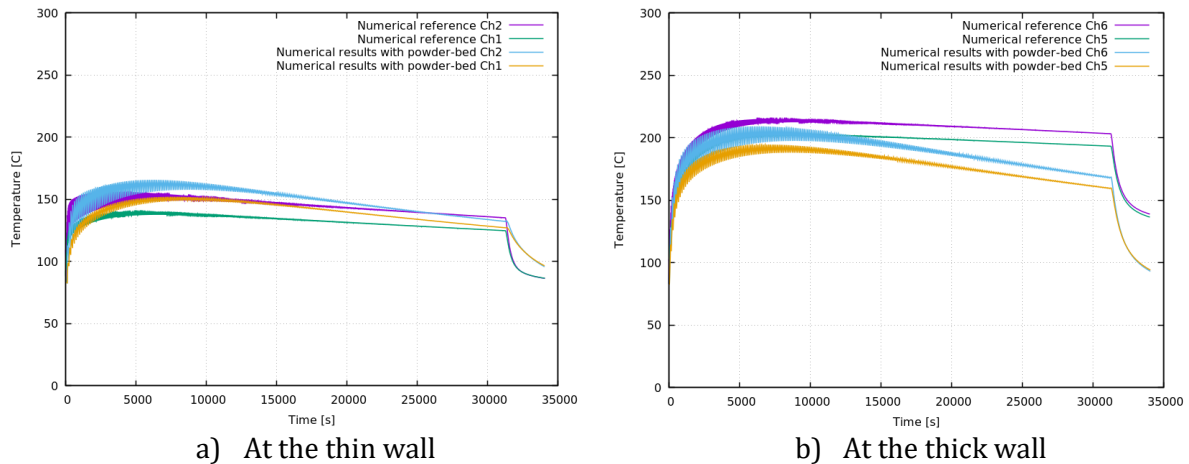 300
250
200
150
100
50
0
Temperature [C]
Numerical reference Ch2
Numerical reference Ch1
Numerical results with powder-bed Ch2
Numerical results with powder-bed Ch1
0 5000 10000 15000 20000 25000 30000 35000
Time [s]
a) At the thin wall
300
250
200
150
100
50
0
Temperature [C]
Numerical reference Ch6
Numerical reference Ch5
Numerical results with powder-bed Ch6
Numerical results with powder-bed Ch5
0 5000 10000 15000 20000 25000 30000 35000
Time [s]
b) At the thick wall